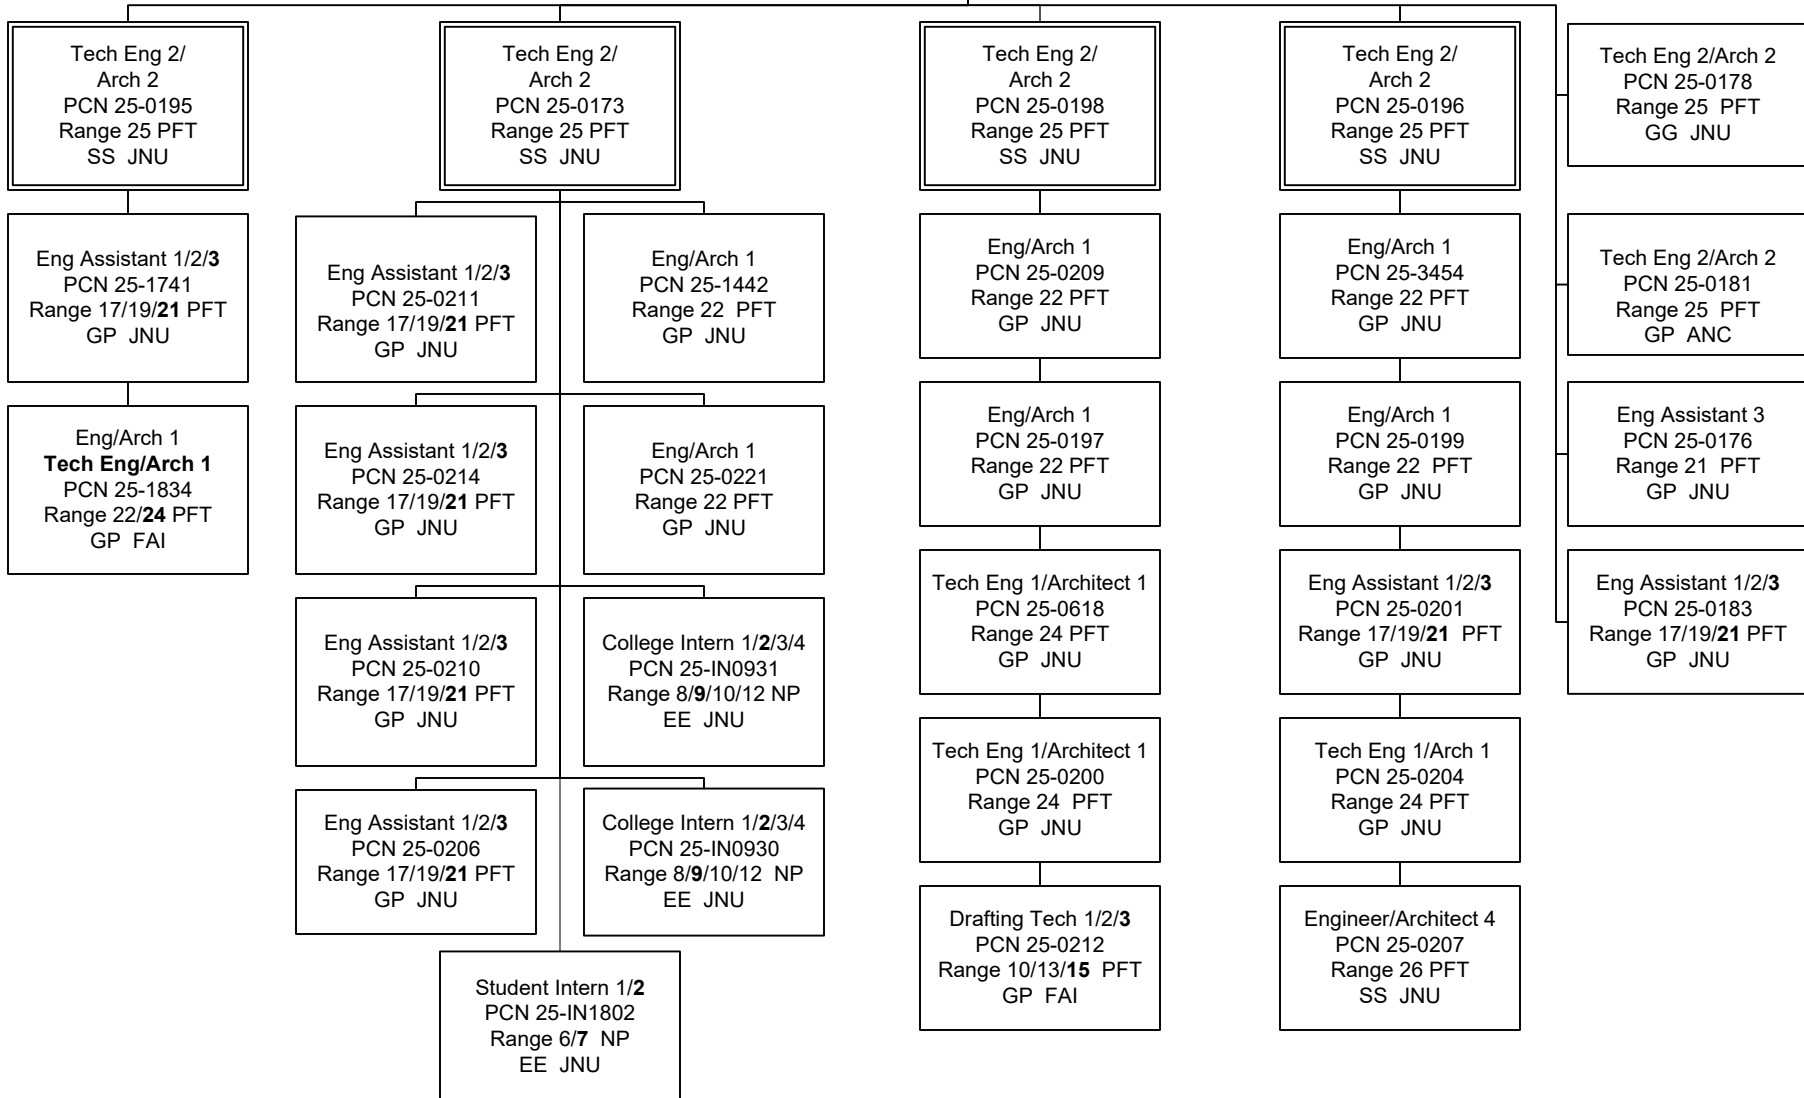 Tech Eng 2/
Arch 2
PCN 25-0195
Range 25 PFT
SS JNU
Eng Assistant 1/2/3
PCN 25-1741
Range 17/19/21 PFT
GP JNU
Eng/Arch 1
Tech Eng/Arch 1
PCN 25-1834
Range 22/24 PFT
GP FAI
Tech Eng 2/
Arch 2
PCN 25-0173
Range 25 PFT
SS JNU
Eng Assistant 1/2/3
PCN 25-0211
Range 17/19/21 PFT
GP JNU
Eng/Arch 1
PCN 25-1442
Range 22 PFT
GP JNU
Eng Assistant 1/2/3
PCN 25-0214
Range 17/19/21 PFT
GP JNU
Eng/Arch 1
PCN 25-0221
Range 22 PFT
GP JNU
Eng Assistant 1/2/3
PCN 25-0210
Range 17/19/21 PFT
GP JNU
College Intern 1/2/3/4
PCN 25-IN0931
Range 8/9/10/12 NP
EE JNU
Eng Assistant 1/2/3
PCN 25-0206
Range 17/19/21 PFT
GP JNU
College Intern 1/2/3/4
PCN 25-IN0930
Range 8/9/10/12 NP
EE JNU
Student Intern 1/2
PCN 25-IN1802
Range 6/7 NP
EE JNU
Tech Eng 2/
Arch 2
PCN 25-0198
Range 25 PFT
SS JNU
Eng/Arch 1
PCN 25-0209
Range 22 PFT
GP JNU
Eng/Arch 1
PCN 25-0197
Range 22 PFT
GP JNU
Tech Eng 1/Architect 1
PCN 25-0618
Range 24 PFT
GP JNU
Tech Eng 1/Architect 1
PCN 25-0200
Range 24 PFT
GP JNU
Drafting Tech 1/2/3
PCN 25-0212
Range 10/13/15 PFT
GP FAI
Tech Eng 2/
Arch 2
PCN 25-0196
Range 25 PFT
SS JNU
Eng/Arch 1
PCN 25-3454
Range 22 PFT
GP JNU
Eng/Arch 1
PCN 25-0199
Range 22 PFT
GP JNU
Eng Assistant 1/2/3
PCN 25-0201
Range 17/19/21 PFT
GP JNU
Tech Eng 1/Arch 1
PCN 25-0204
Range 24 PFT
GP JNU
Engineer/Architect 4
PCN 25-0207
Range 26 PFT
SS JNU
Tech Eng 2/Arch 2
PCN 25-0178
Range 25 PFT
GG JNU
Tech Eng 2/Arch 2
PCN 25-0181
Range 25 PFT
GP ANC
Eng Assistant 3
PCN 25-0176
Range 21 PFT
GP JNU
Eng Assistant 1/2/3
PCN 25-0183
Range 17/19/21 PFT
GP JNU